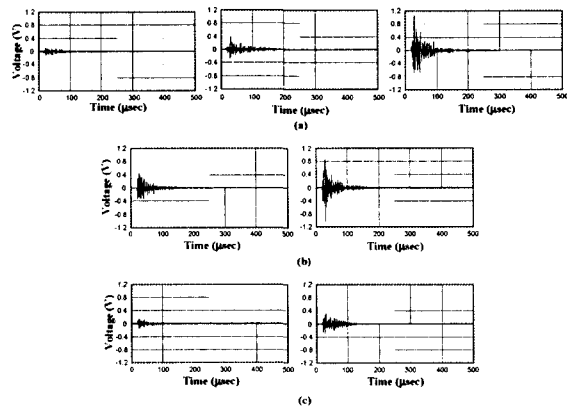 1 2 1 2 1 2
0.8 0.8 0.8
0.4 0.4 0.4
0 0 0
-0.4 -0.4 -0.4
-0.8 -0.8 -0.8
-1 2 -1 2 -1 2
Voltage (V)
0 100 200 300 400 500 0 100 200 300 400 500 0 100 200 300 400 500
Time (μsec) Time (μsec) Time (μsec)
(a)
1.2 1.2
0.8 0.8
0.4 0.4
0 0
-0.4 -0.4
-0.8 -0.8
-1.2 -1.2
Voltage (V)
0 100 200 300 400 500 0 100 200 300 400 500
Time (μsec) Time (μsec)
(b)
1.2 1.2
0.8 0.8
0.4 0.4
0 0
-0.4 -0.4
-0.8 -0.8
-1.2 -1.2
Voltage (V)
0 100 200 300 400 500 0 100 200 300 400 500
Time (μsec) Time (μsec)
(c)